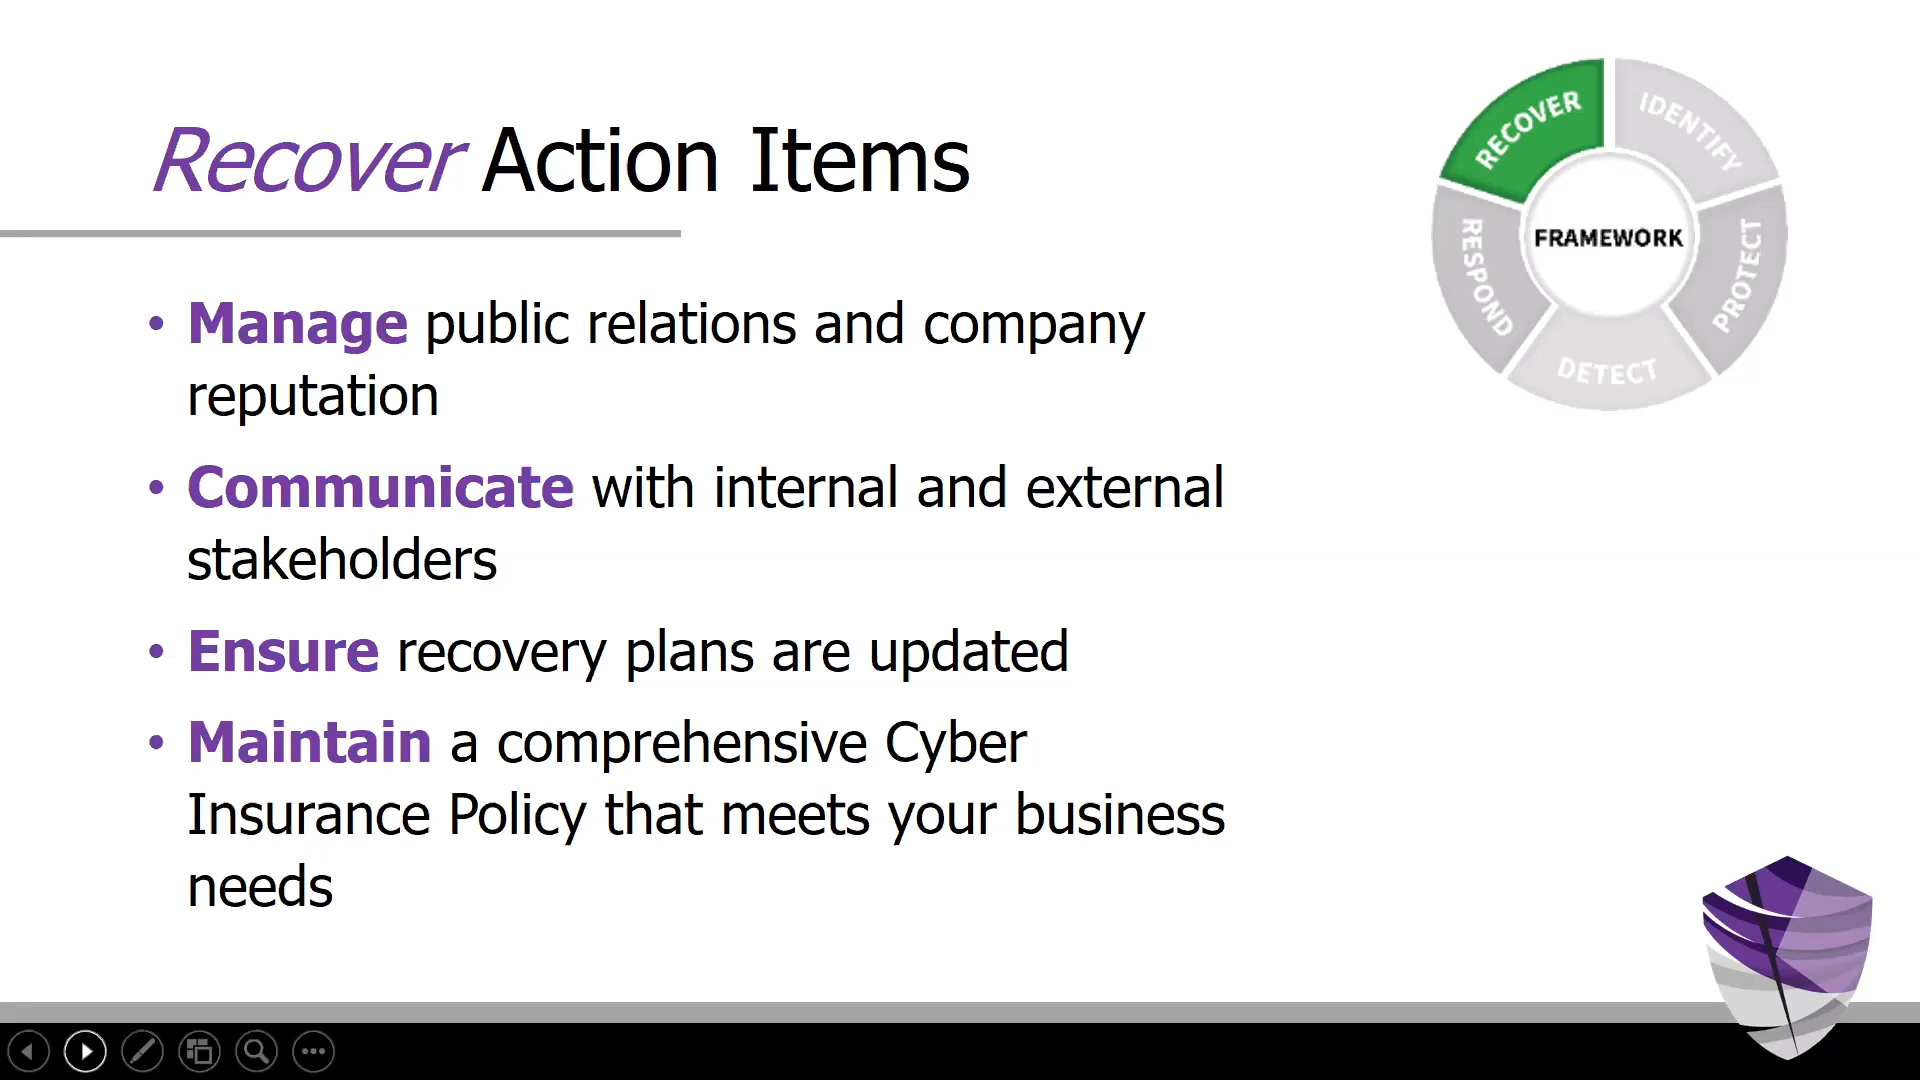 Recover Action Items
• Manage public relations and company
reputation
• Communicate with internal and external
stakeholders
• Ensure recovery plans are updated
• Maintain a comprehensive Cyber
Insurance Policy that meets your business
needs
RECOVER
IDENTIFY
PROTECT
DETECT
RESPOND
FRAMEWORK